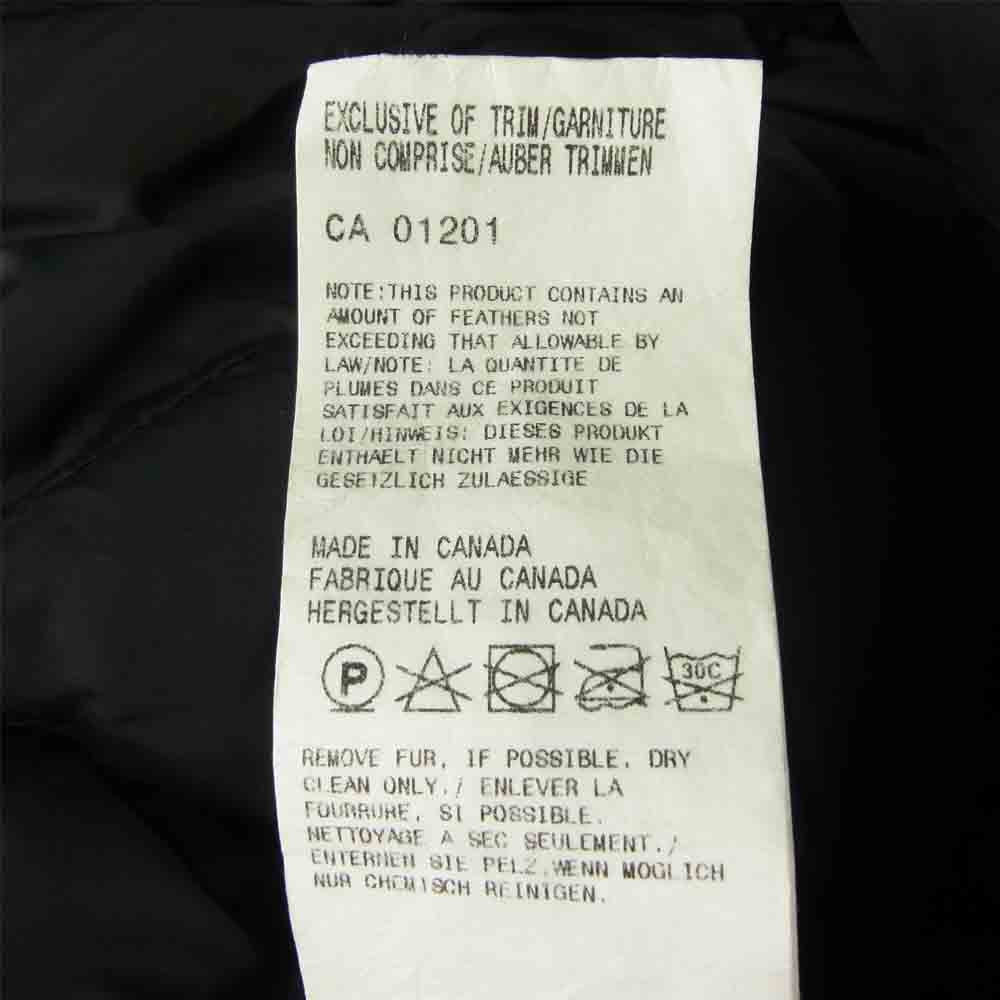 EXCLUSIVE OF TRIM/GARNITURE
NON COMPRISE/AUBER TRIMMEN
CA 01201
NOTE:THIS PRODUCT CONTAINS AN
AMOUNT OF FEATHERS NOT
EXCEEDING THAT ALLOWABLE BY
LAW/NOTE: LA QUANTITE DE
PLUMES DANS CE PRODUIT
SATISFAIT AUX EXIGENCES DE LA
LOI/HINWEIS: DIESES PRODUKT
ENTHAELT NICHT MEHR WIE DIE
GESETZLICH ZULAESSIGE
MADE IN CANADA
FABRIQUE AU CANADA
HERGESTELLT IN CANADA
P 30C
REMOVE FUR, IF POSSIBLE. DRY
CLEAN ONLY./ ENLEVER LA
FOURRURE, SI POSSIBLE.
NETTOYAGE A SEC SEULEMENT./
ENTERNEN SIE PELZ,WENN MOGLICH
NUR CHEMISCH REINIGEN.